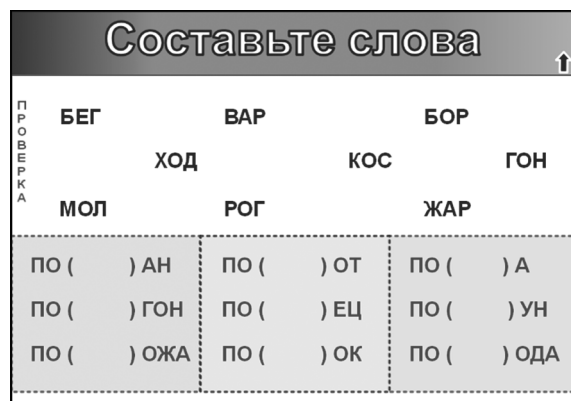 Составьте слова
ПРОВЕРКА
БЕГ ВАР БОР
ХОД КОС ГОН
МОЛ РОГ ЖАР
ПО ( ) АН ПО ( ) ОТ ПО ( ) А
ПО ( ) ГОН ПО ( ) ЕЦ ПО ( ) УН
ПО ( ) ОЖА ПО ( ) ОК ПО ( ) ОДА